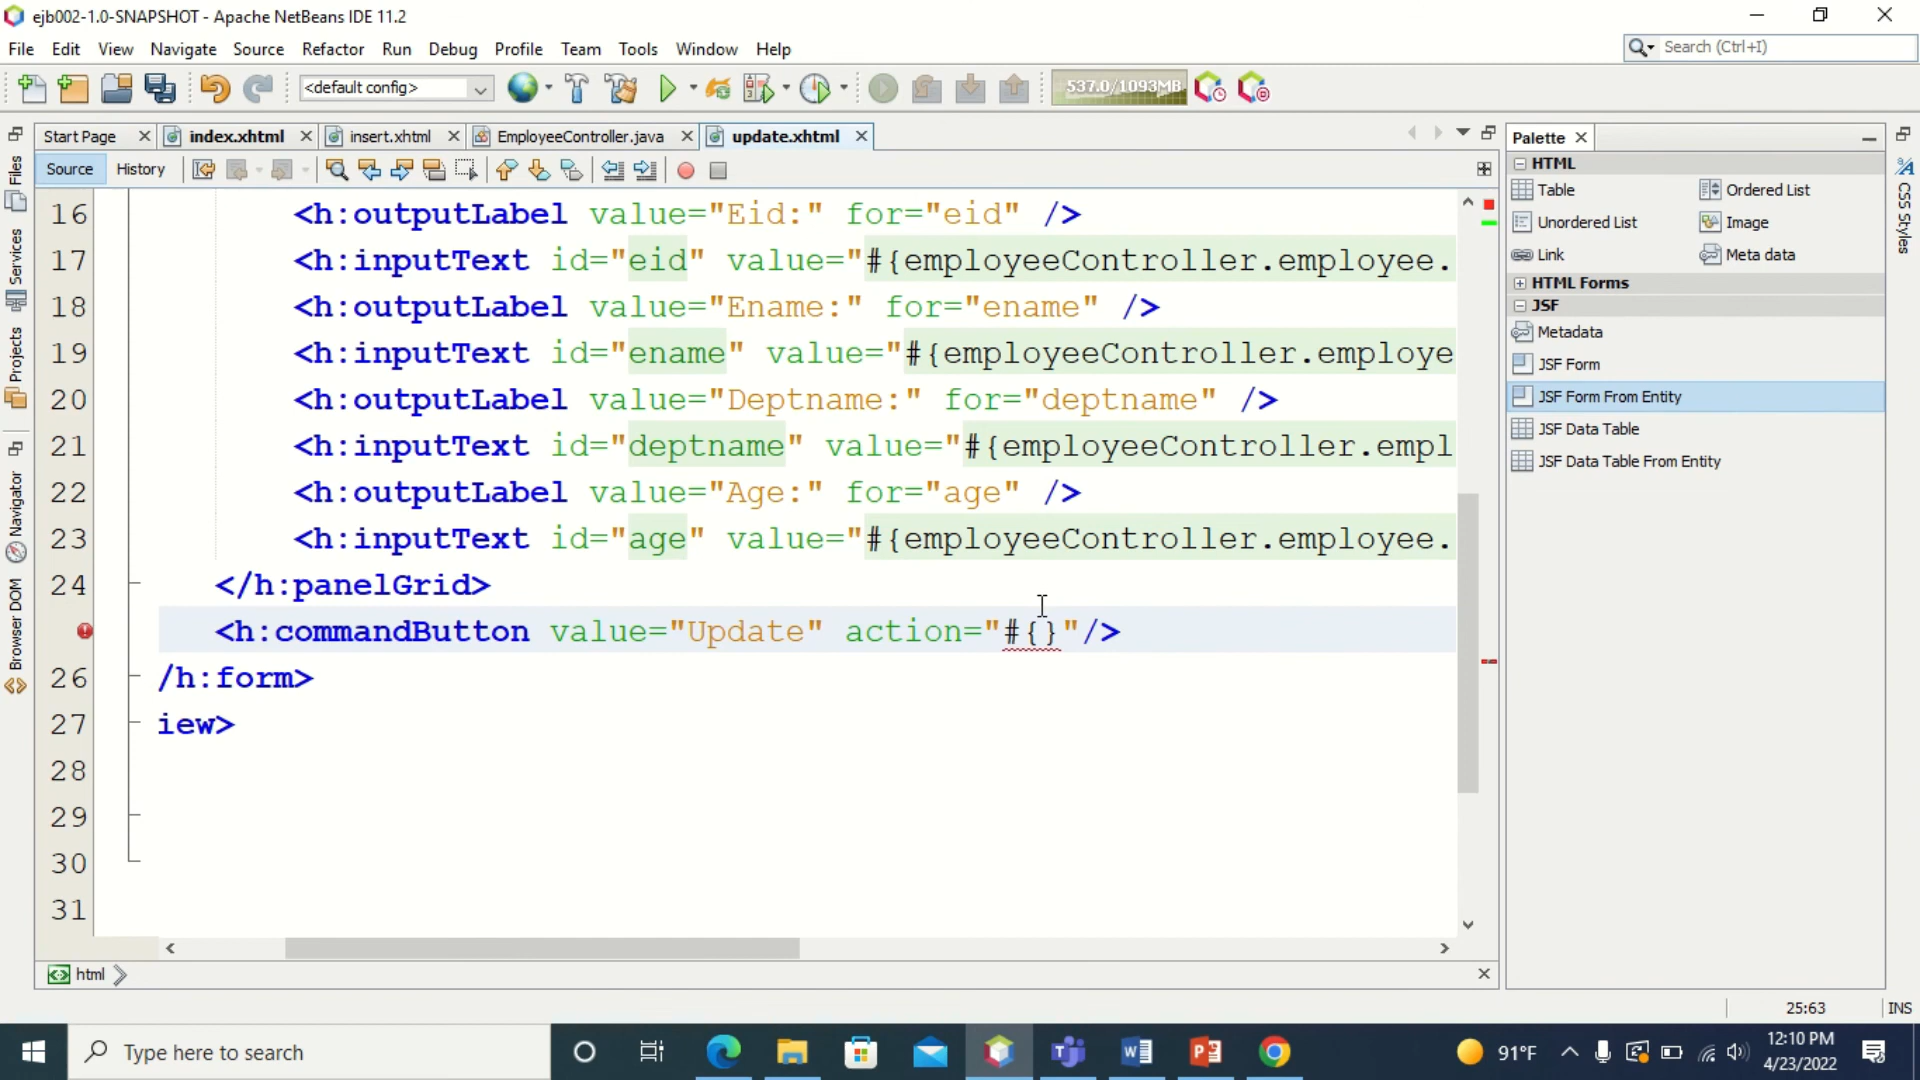 ejb002-1.0-SNAPSHOT - Apache NetBeans IDE 11.2
File Edit View Navigate Source Refactor Run Debug Profile Team Tools Window Help
Search (Ctrl+I)
<default config>
537.0/1093MB
Start Page index.xhtml insert.xhtml EmployeeController.java update.xhtml
Source History
16 <h:outputLabel value="Eid:" for="eid" />
17 <h:inputText id="eid" value="#{employeeController.employee.
18 <h:outputLabel value="Ename:" for="ename" />
19 <h:inputText id="ename" value="#{employeeController.employe
20 <h:outputLabel value="Deptname:" for="deptname" />
21 <h:inputText id="deptname" value="#{employeeController.empl
22 <h:outputLabel value="Age:" for="age" />
23 <h:inputText id="age" value="#{employeeController.employee.
24 </h:panelGrid>
<h:commandButton value="Update" action="#{}"/>
26 /h:form>
27 iew>
28
29
30
31
html
25:63 INS
Files
Services
Projects
Navigator
Browser DOM
Palette
HTML
Table Ordered List
Unordered List Image
Link Meta data
HTML Forms
JSF
Metadata
JSF Form
JSF Form From Entity
JSF Data Table
JSF Data Table From Entity
CSS Styles
Type here to search
91°F
12:10 PM
4/23/2022